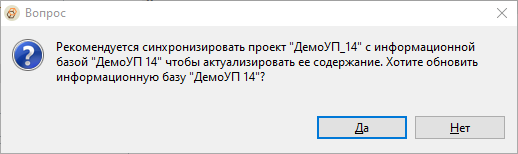 Вопрос
Рекомендуется синхронизировать проект "ДемоУП_14" с информационной
базой "ДемоУП 14" чтобы актуализировать ее содержание. Хотите обновить
информационную базу "ДемоУП 14"?
Да
Нет